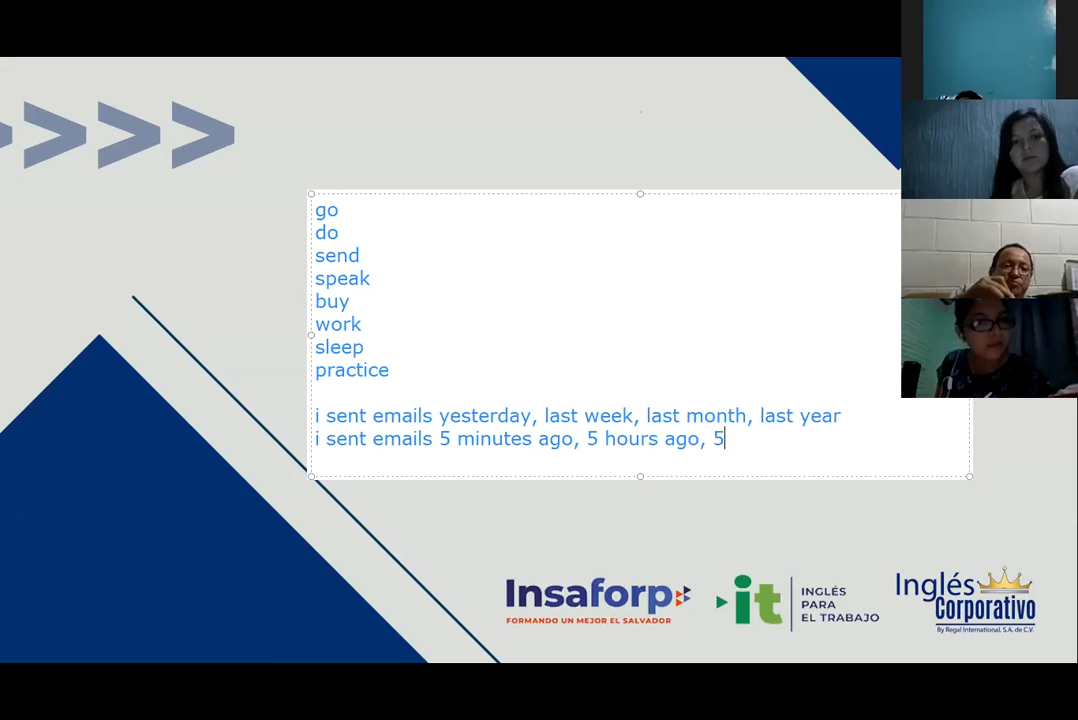 go
do
send
speak
buy
work
sleep
practice
i sent emails yesterday, last week, last month, last year
i sent emails 5 minutes ago, 5 hours ago, 5
Insaforp
FORMANDO UN MEJOR EL SALVADOR
it
INGLÉS
PARA
EL TRABAJO
Inglés
Corporativo
By Regal International, S.A. de C.V.